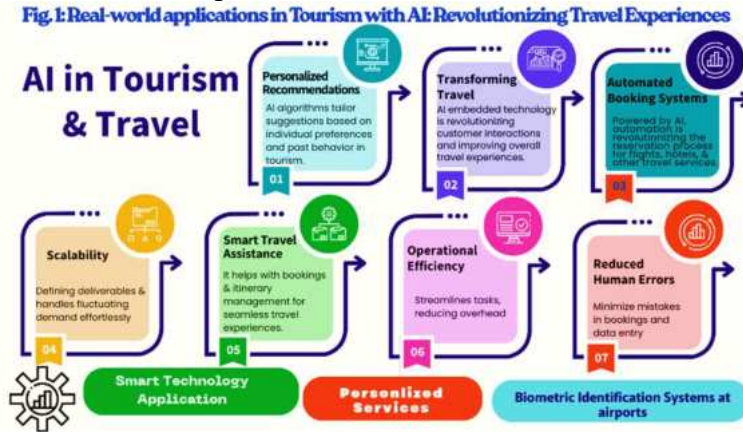 Fig. 1: Real-world applications in Tourism with AI: Revolutionizing Travel Experiences
AI in Tourism
& Travel
Personalized
Recommendations
AI algorithms tailor
suggestions based on
individual preferences
and past behavior in
tourism.
01
Transforming
Travel
AI embedded technology
is revolutionizing
customer interactions
and improving overall
travel experiences.
02
Automated
Booking Systems
Powered by AI,
automation is
revolutionizing the
reservation process
for flights, hotels, &
other travel services
03
Scalability
Defining deliverables &
handles fluctuating
demand effortlessly
04
Smart Travel
Assistance
It helps with bookings
& itinerary
management for
seamless travel
experiences.
05
Operational
Efficiency
Streamlines tasks,
reducing overhead
06
Reduced
Human Errors
Minimize mistakes
in bookings and
data entry
07
Smart Technology
Application
Personlized
Services
Biometric Identification Systems at
airports